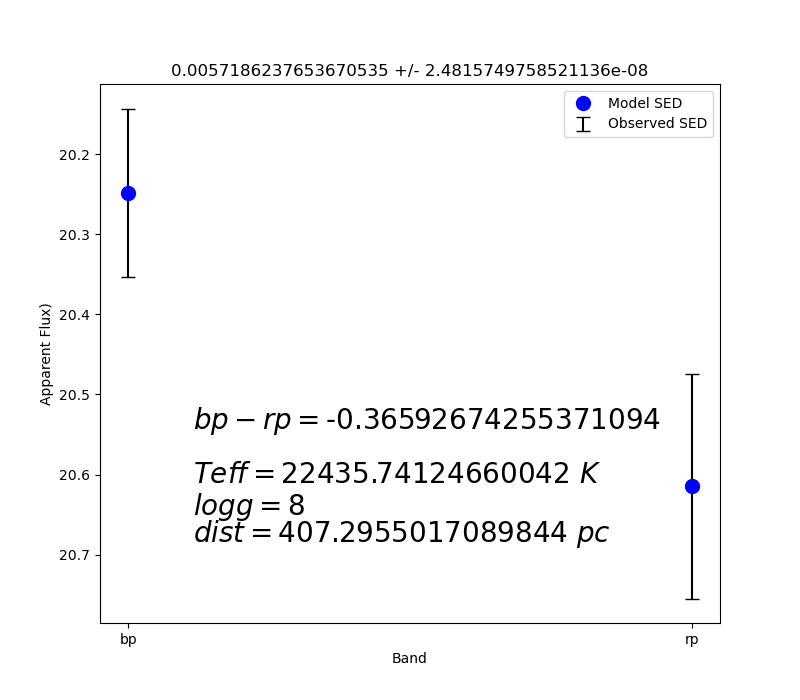 0.0057186237653670535 +/- 2.4815749758521136e-08
Model SED
Observed SED
20.2
20.3
20.4
20.5
20.6
20.7
Apparent Flux)
bp − rp = -0.36592674255371094
Teff = 22435.74124660042 K
logg = 8
dist = 407.2955017089844 pc
bp
rp
Band